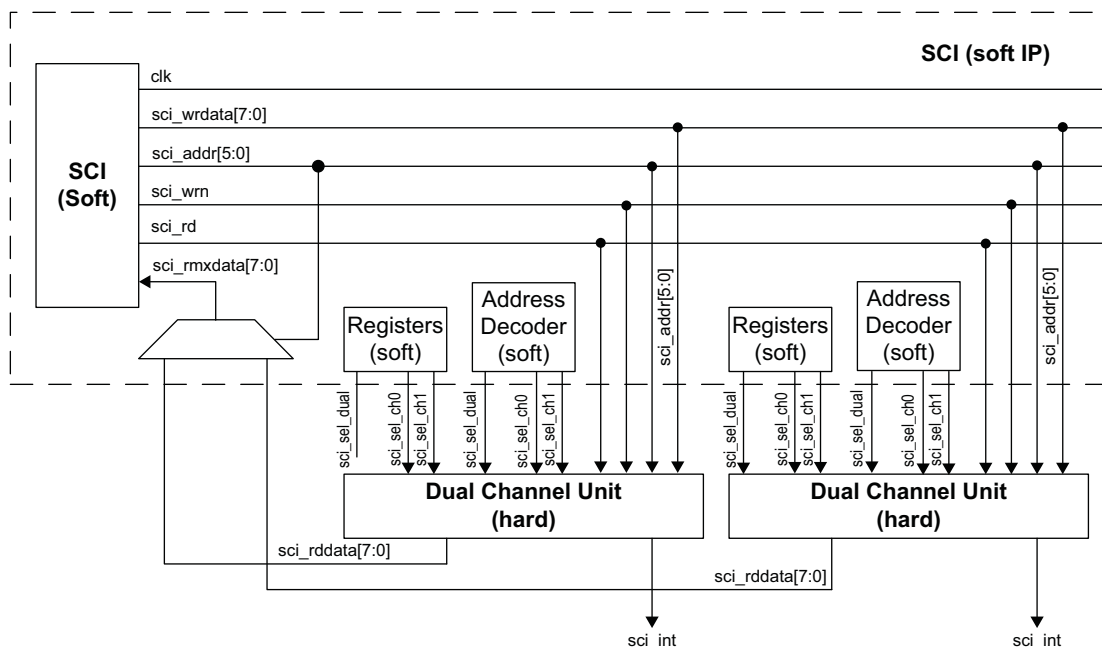 SCI (soft IP)
clk
sci_wrdata[7:0]
sci_addr[5:0]
SCI
(Soft)
sci_wrn
sci_rd
sci_rmxdata[7:0]
Registers
(soft)
Address
Decoder
(soft)
sci_addr[5:0]
Registers
(soft)
Address
Decoder
(soft)
sci_addr[5:0]
sci_sel_dual
sci_sel_ch0
sci_sel_ch1
sci_sel_dual
sci_sel_ch0
sci_sel_ch1
sci_sel_dual
sci_sel_ch0
sci_sel_ch1
sci_sel_dual
sci_sel_ch0
sci_sel_ch1
Dual Channel Unit
(hard)
Dual Channel Unit
(hard)
sci_rddata[7:0]
sci_rddata[7:0]
sci_int
sci_int